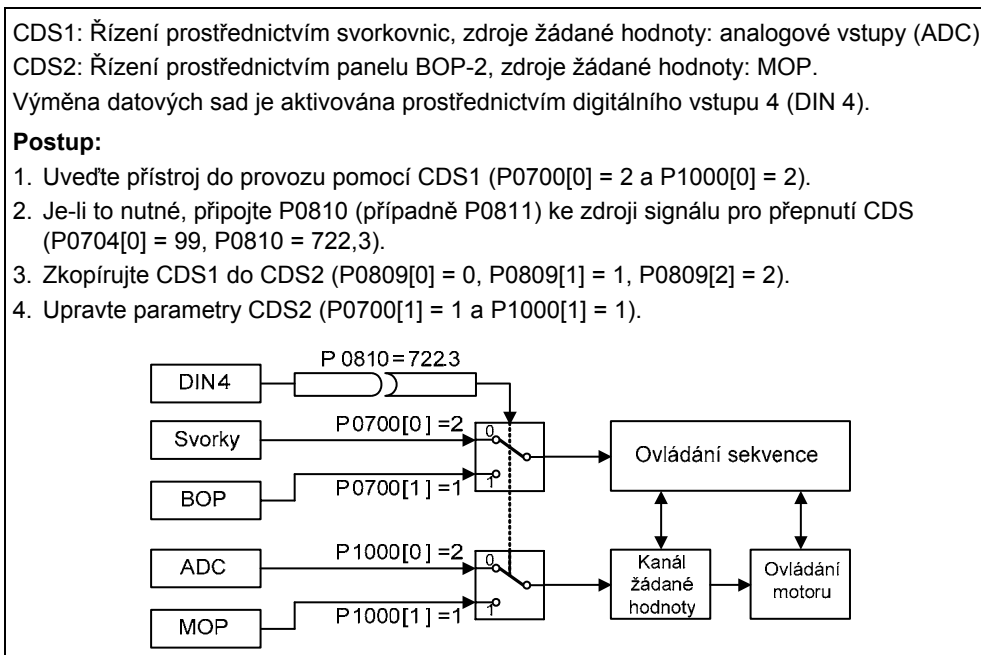 CDS1: Řízení prostřednictvím svorkovnic, zdroje žádané hodnoty: analogové vstupy (ADC)
CDS2: Řízení prostřednictvím panelu BOP-2, zdroje žádané hodnoty: MOP.
Výměna datových sad je aktivována prostřednictvím digitálního vstupu 4 (DIN 4).
Postup:
1. Uveďte přístroj do provozu pomocí CDS1 (P0700[0] = 2 a P1000[0] = 2).
2. Je-li to nutné, připojte P0810 (případně P0811) ke zdroji signálu pro přepnutí CDS
(P0704[0] = 99, P0810 = 722,3).
3. Zkopírujte CDS1 do CDS2 (P0809[0] = 0, P0809[1] = 1, P0809[2] = 2).
4. Upravte parametry CDS2 (P0700[1] = 1 a P1000[1] = 1).
P 0810=722.3
DIN4
P0700[0] =2
Svorky
0
Ovládání sekvence
1
BOP
P0700[1] =1
P1000[0] =2
ADC
0
Kanál
žádané
hodnoty
Ovládání
motoru
1
MOP
P1000[1] =1